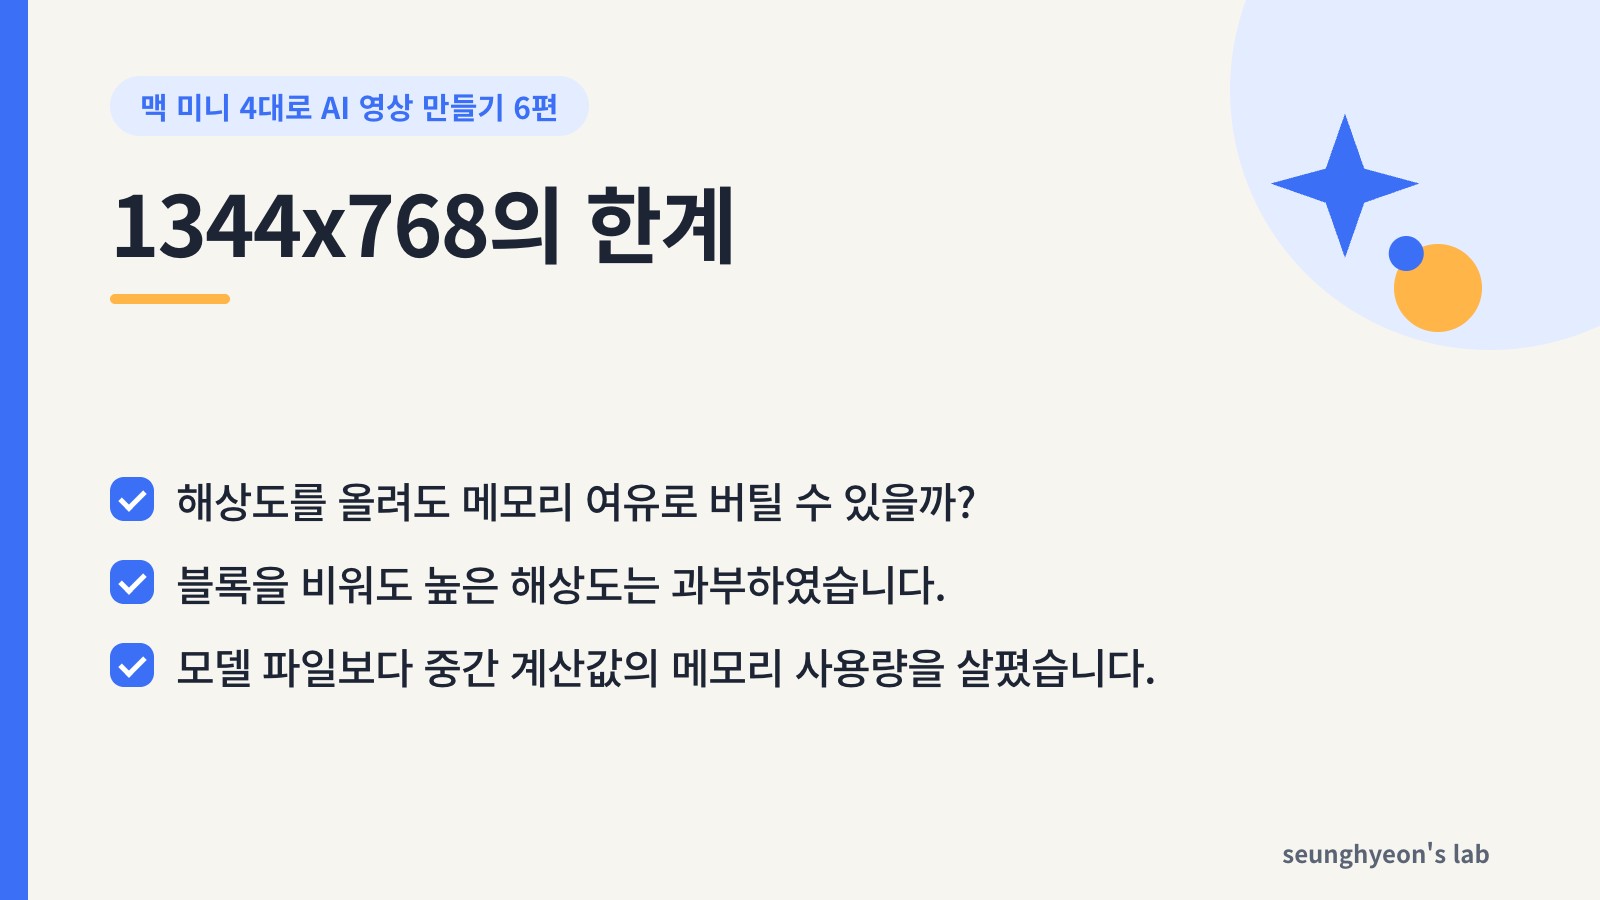 맥 미니 4대로 AI 영상 만들기 6편
1344x768의 한계
해상도를 올려도 메모리 여유로 버틸 수 있을까?
블록을 비워도 높은 해상도는 과부하였습니다.
모델 파일보다 중간 계산값의 메모리 사용량을 살폈습니다.
seunghyeon's lab